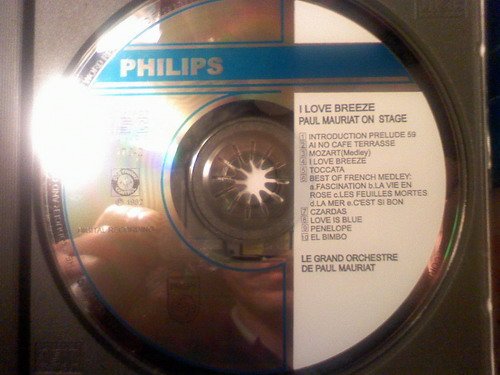 PHILIPS
I LOVE BREEZE
PAUL MAURIAT ON STAGE
1 INTRODUCTION PRELUDE 59
2 AI NO CAFE TERRASSE
3 MOZART(Medley)
4 I LOVE BREEZE
5 TOCCATA
6 BEST OF FRENCH MEDLEY:
a.FASCINATION b.LA VIE EN
ROSE c.LES FEUILLES MORTES
d.LA MER e.C'EST SI BON
7 CZARDAS
8 LOVE IS BLUE
9 PENELOPE
10 EL BIMBO
LE GRAND ORCHESTRE
DE PAUL MAURIAT
DIGITAL RECORDING